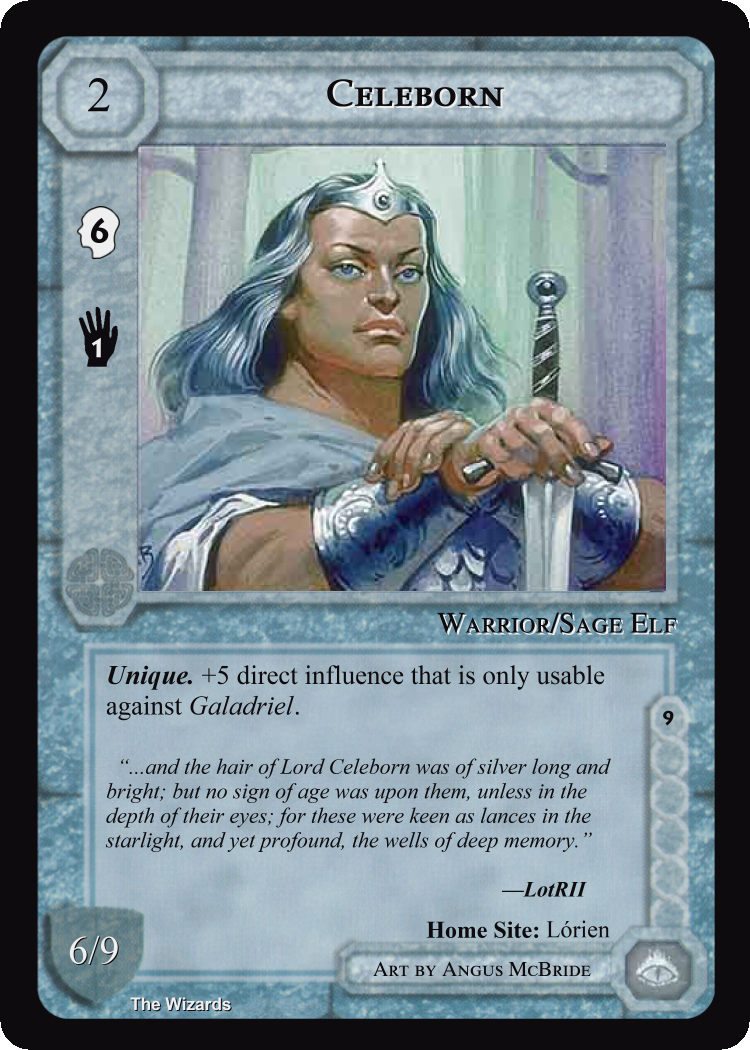 2
Celeborn
6
1
Warrior/Sage Elf
Unique. +5 direct influence that is only usable
against Galadriel.
9
“...and the hair of Lord Celeborn was of silver long and
bright; but no sign of age was upon them, unless in the
depth of their eyes; for these were keen as lances in the
starlight, and yet profound, the wells of deep memory.”
—LotRII
Home Site: Lórien
6/9
Art by Angus McBride
The Wizards